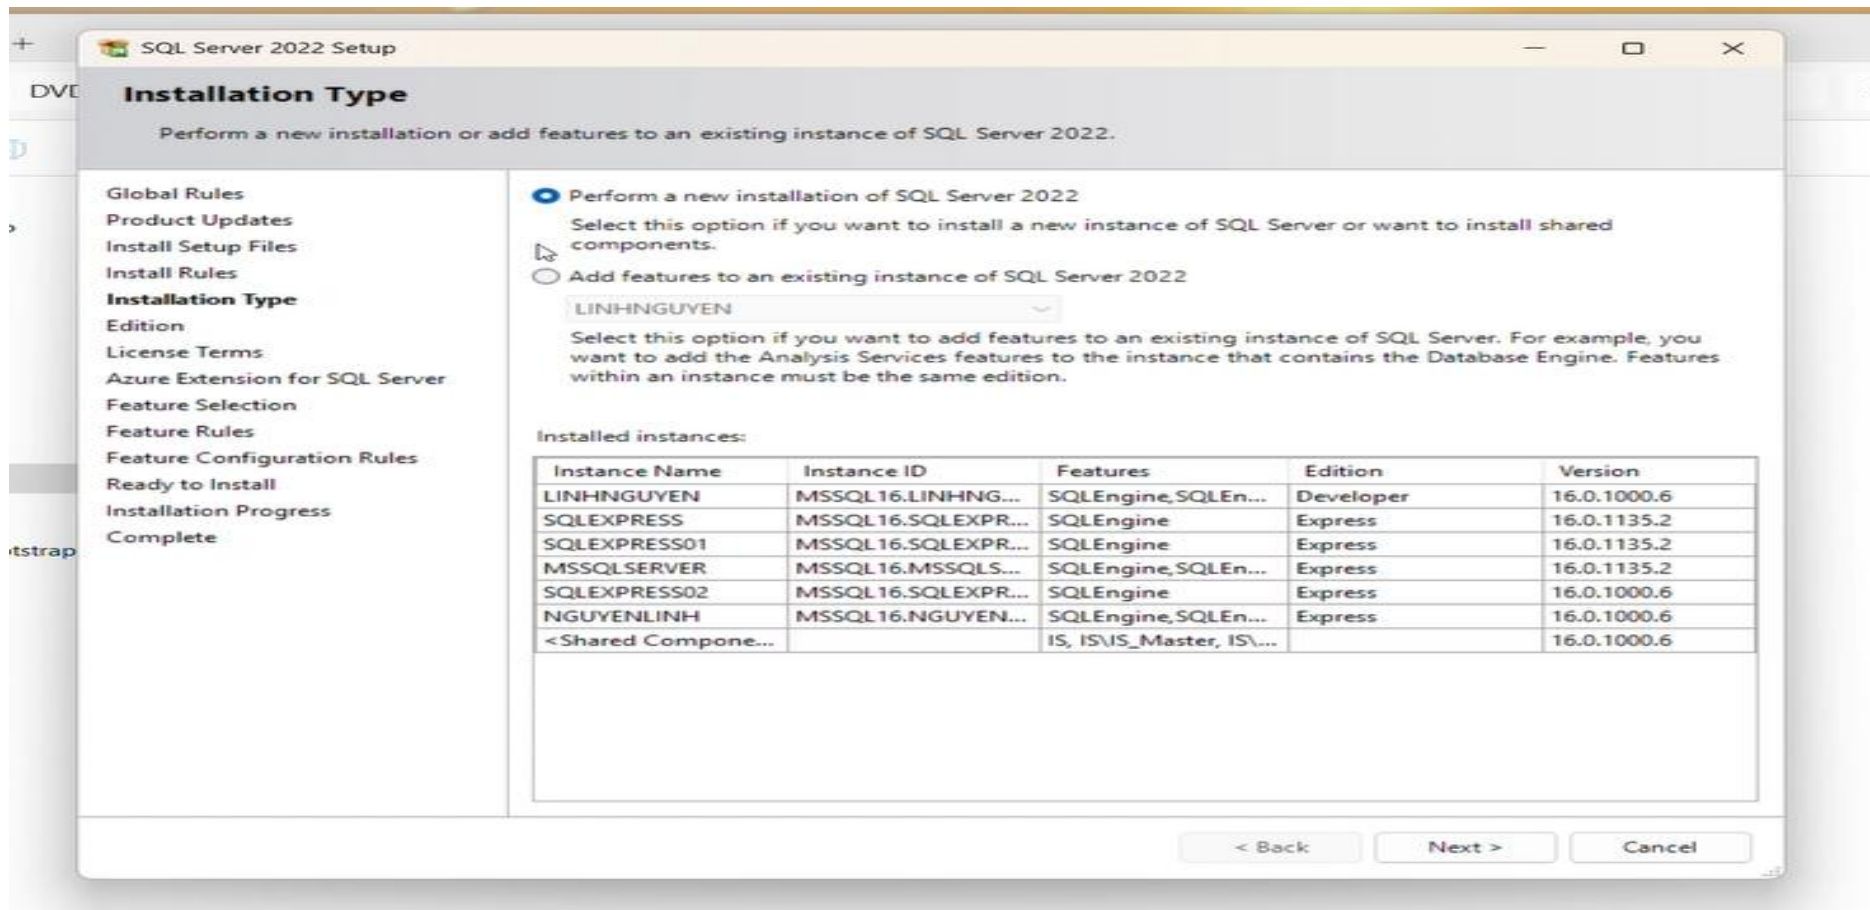 +
SQL Server 2022 Setup
Installation Type
Perform a new installation or add features to an existing instance of SQL Server 2022.
Global Rules
Product Updates
Install Setup Files
Install Rules
Installation Type
Edition
License Terms
Azure Extension for SQL Server
Feature Selection
Feature Rules
Feature Configuration Rules
Ready to Install
Installation Progress
Complete
tstrap
Perform a new installation of SQL Server 2022
Select this option if you want to install a new instance of SQL Server or want to install shared
components.
Add features to an existing instance of SQL Server 2022
LINHNGUYEN
Select this option if you want to add features to an existing instance of SQL Server. For example, you
want to add the Analysis Services features to the instance that contains the Database Engine. Features
within an instance must be the same edition.
Installed instances:
Instance Name Instance ID Features Edition Version
LINHNGUYEN MSSQL16.LINHNG... SQLEngine,SQLEn... Developer 16.0.1000.6
SQLEXPRESS MSSQL16.SQLEXPR... SQLEngine Express 16.0.1135.2
SQLEXPRESS01 MSSQL16.SQLEXPR... SQLEngine Express 16.0.1135.2
MSSQLSERVER MSSQL16.MSSQLS... SQLEngine,SQLEn... Express 16.0.1135.2
SQLEXPRESS02 MSSQL16.SQLEXPR... SQLEngine Express 16.0.1000.6
NGUYENLINH MSSQL16.NGUYEN... SQLEngine,SQLEn... Express 16.0.1000.6
<Shared Compone... IS, IS\IS_Master, IS\... 16.0.1000.6
< Back Next > Cancel